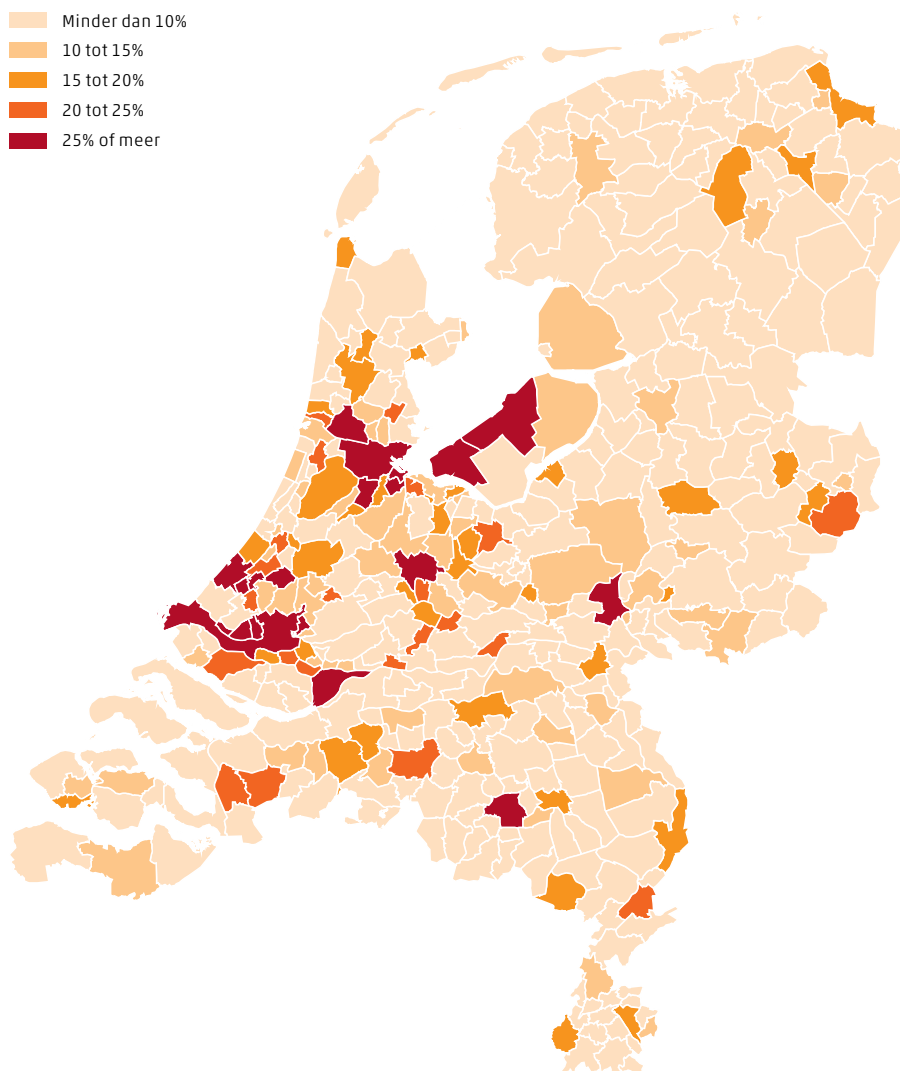 Minder dan 10%
10 tot 15%
15 tot 20%
20 tot 25%
25% of meer